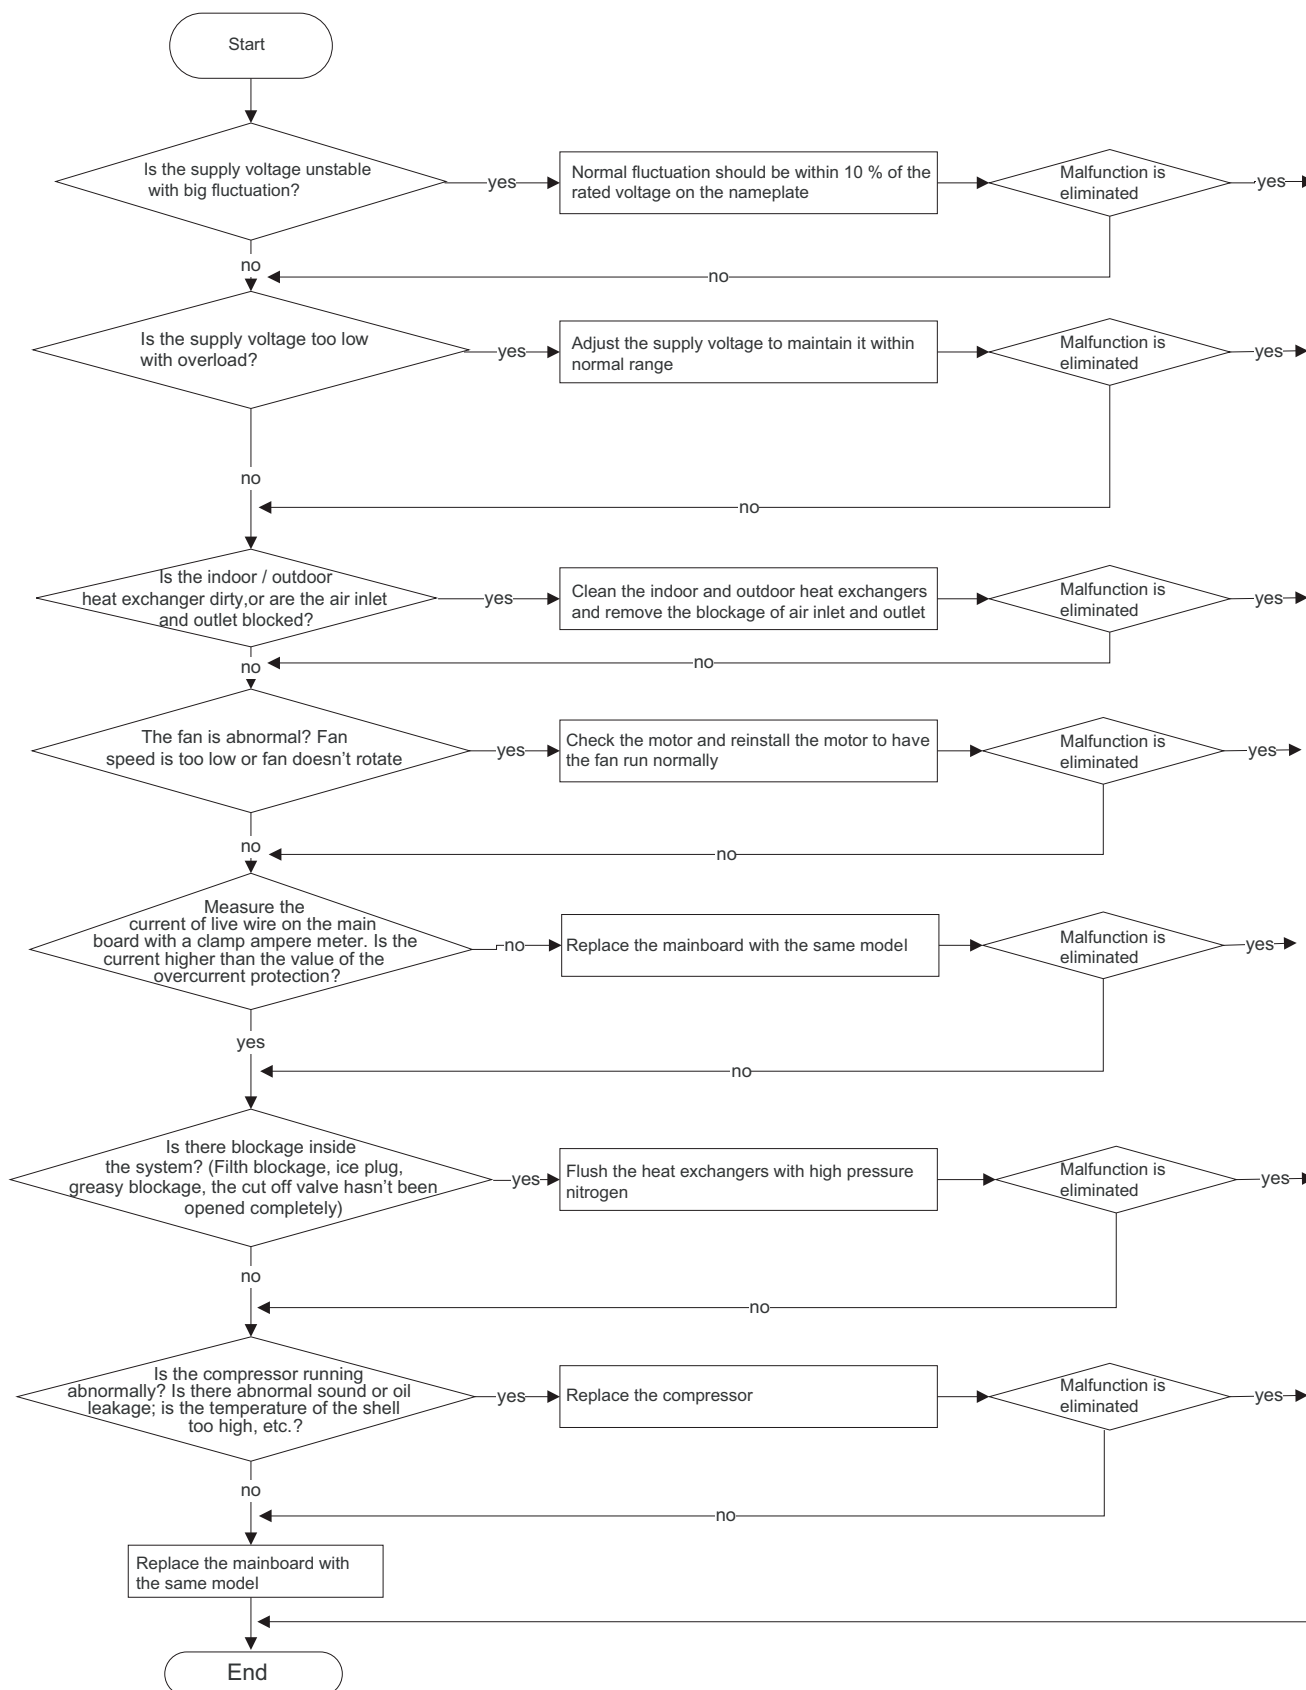 Start
Is the supply voltage unstable
with big fluctuation?
yes
Normal fluctuation should be within 10 % of the
rated voltage on the nameplate
Malfunction is
eliminated
yes
no
no
Is the supply voltage too low
with overload?
yes
Adjust the supply voltage to maintain it within
normal range
Malfunction is
eliminated
yes
no
no
Is the indoor / outdoor
heat exchanger dirty,or are the air inlet
and outlet blocked?
yes
Clean the indoor and outdoor heat exchangers
and remove the blockage of air inlet and outlet
Malfunction is
eliminated
yes
no
no
The fan is abnormal? Fan
speed is too low or fan doesn't rotate
yes
Check the motor and reinstall the motor to have
the fan run normally
Malfunction is
eliminated
yes
no
no
Measure the
current of live wire on the main
board with a clamp ampere meter. Is the
current higher than the value of the
overcurrent protection?
no
Replace the mainboard with the same model
Malfunction is
eliminated
yes
yes
no
Is there blockage inside
the system? (Filth blockage, ice plug,
greasy blockage, the cut off valve hasn't been
opened completely)
yes
Flush the heat exchangers with high pressure
nitrogen
Malfunction is
eliminated
yes
no
no
Is the compressor running
abnormally? Is there abnormal sound or oil
leakage; is the temperature of the shell
too high, etc.?
yes
Replace the compressor
Malfunction is
eliminated
yes
no
no
Replace the mainboard with
the same model
End